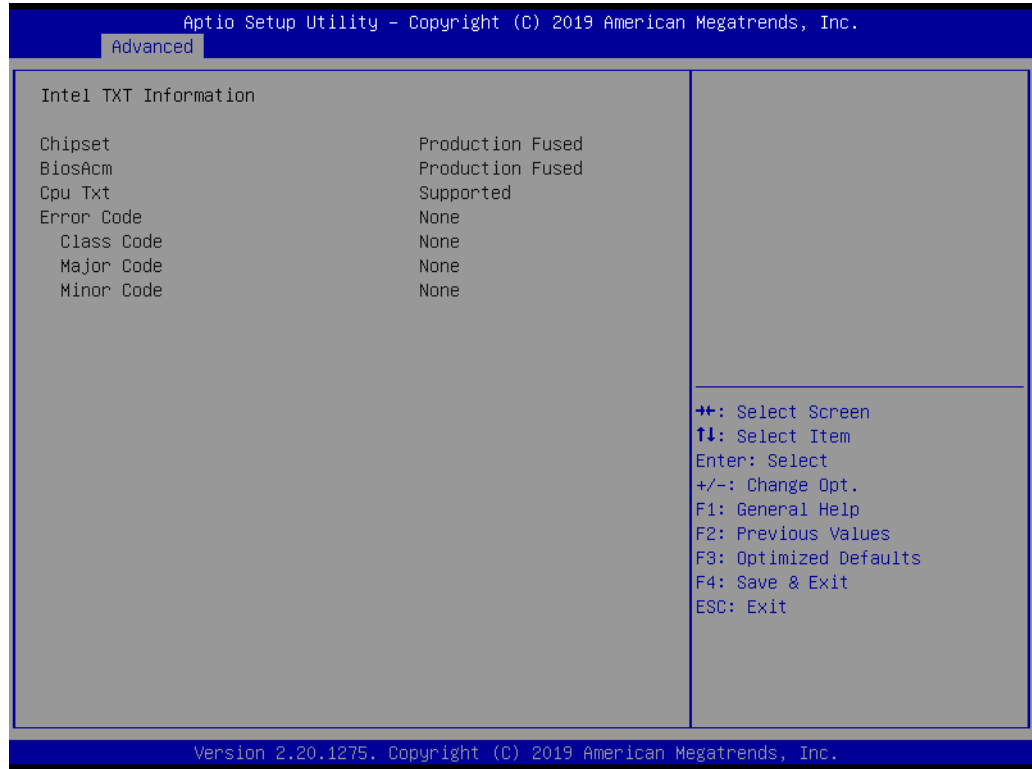 Aptio Setup Utility – Copyright (C) 2019 American Megatrends, Inc.
Advanced
Intel TXT Information
Chipset Production Fused
BiosAcm Production Fused
Cpu Txt Supported
Error Code None
Class Code None
Major Code None
Minor Code None
→←: Select Screen
↑↓: Select Item
Enter: Select
+/-: Change Opt.
F1: General Help
F2: Previous Values
F3: Optimized Defaults
F4: Save & Exit
ESC: Exit
Version 2.20.1275. Copyright (C) 2019 American Megatrends, Inc.